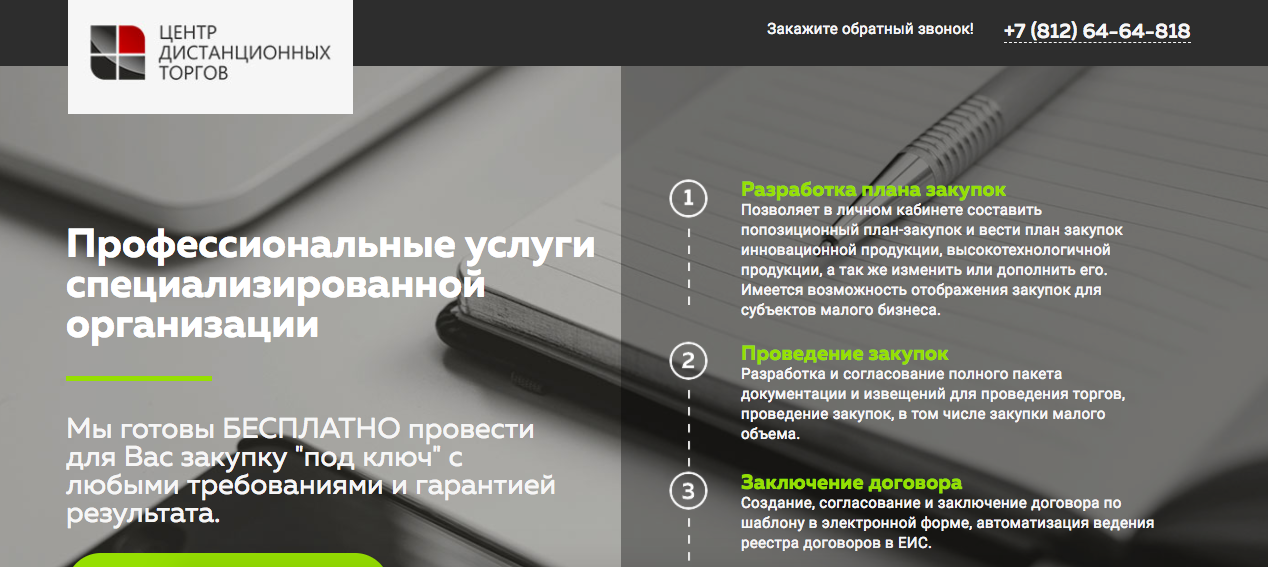 ЦЕНТР
ДИСТАНЦИОННЫХ
ТОРГОВ
Закажите обратный звонок!
+7 (812) 64-64-818
Профессиональные услуги
специализированной
организации
Мы готовы БЕСПЛАТНО провести
для Вас закупку "под ключ" с
любыми требованиями и гарантией
результата.
1
Разработка плана закупок
Позволяет в личном кабинете составить
попозиционный план-закупок и вести план закупок
инновационной продукции, высокотехнологичной
продукции, а так же изменить или дополнить его.
Имеется возможность отображения закупок для
субъектов малого бизнеса.
2
Проведение закупок
Разработка и согласование полного пакета
документации и извещений для проведения торгов,
проведение закупок, в том числе закупки малого
объема.
3
Заключение договора
Создание, согласование и заключение договора по
шаблону в электронной форме, автоматизация ведения
реестра договоров в ЕИС.